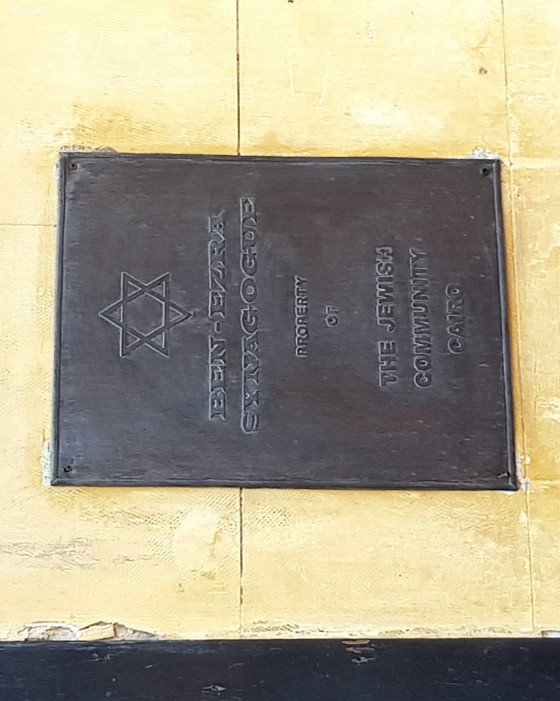 BEN-EZRA
SYNAGOGUE
PROPERTY
OF
THE JEWISH
COMMUNITY
CAIRO